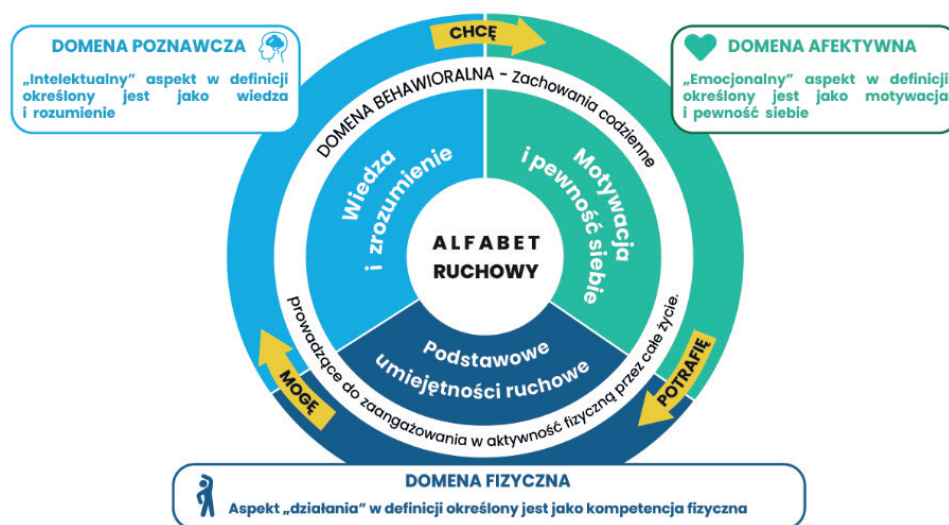 CHCĘ
DOMENA POZNAWCZA
„Intelektualny” aspekt w definicji
określony jest jako wiedza
i rozumienie
DOMENA AFEKTYWNA
„Emocjonalny” aspekt w definicji
określony jest jako motywacja
i pewność siebie
DOMENA BEHAWIORALNA – Zachowania codzienne
prowadzące do zaangażowania w aktywność fizyczną przez całe życie.
Wiedza
i zrozumienie
Motywacja
i pewność siebie
ALFABET
RUCHOWY
Podstawowe
umiejętności ruchowe
MOGĘ
POTRAFIĘ
DOMENA FIZYCZNA
Aspekt „działania” w definicji określony jest jako kompetencja fizyczna